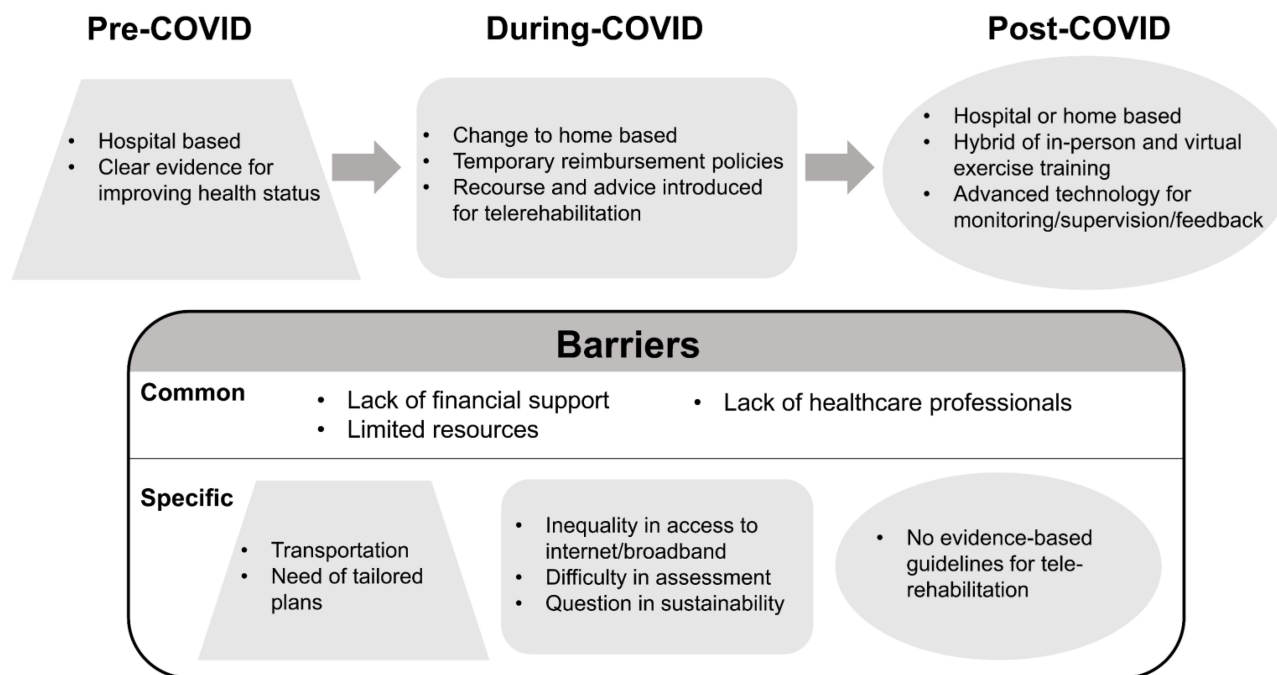 Pre-COVID
During-COVID
Post-COVID
• Hospital based
• Clear evidence for
improving health status
• Change to home based
• Temporary reimbursement policies
• Recourse and advice introduced
for telerehabilitation
• Hospital or home based
• Hybrid of in-person and virtual
exercise training
• Advanced technology for
monitoring/supervision/feedback
Barriers
Common
• Lack of financial support
• Limited resources
• Lack of healthcare professionals
Specific
• Transportation
• Need of tailored
plans
• Inequality in access to
internet/broadband
• Difficulty in assessment
• Question in sustainability
• No evidence-based
guidelines for tele-
rehabilitation